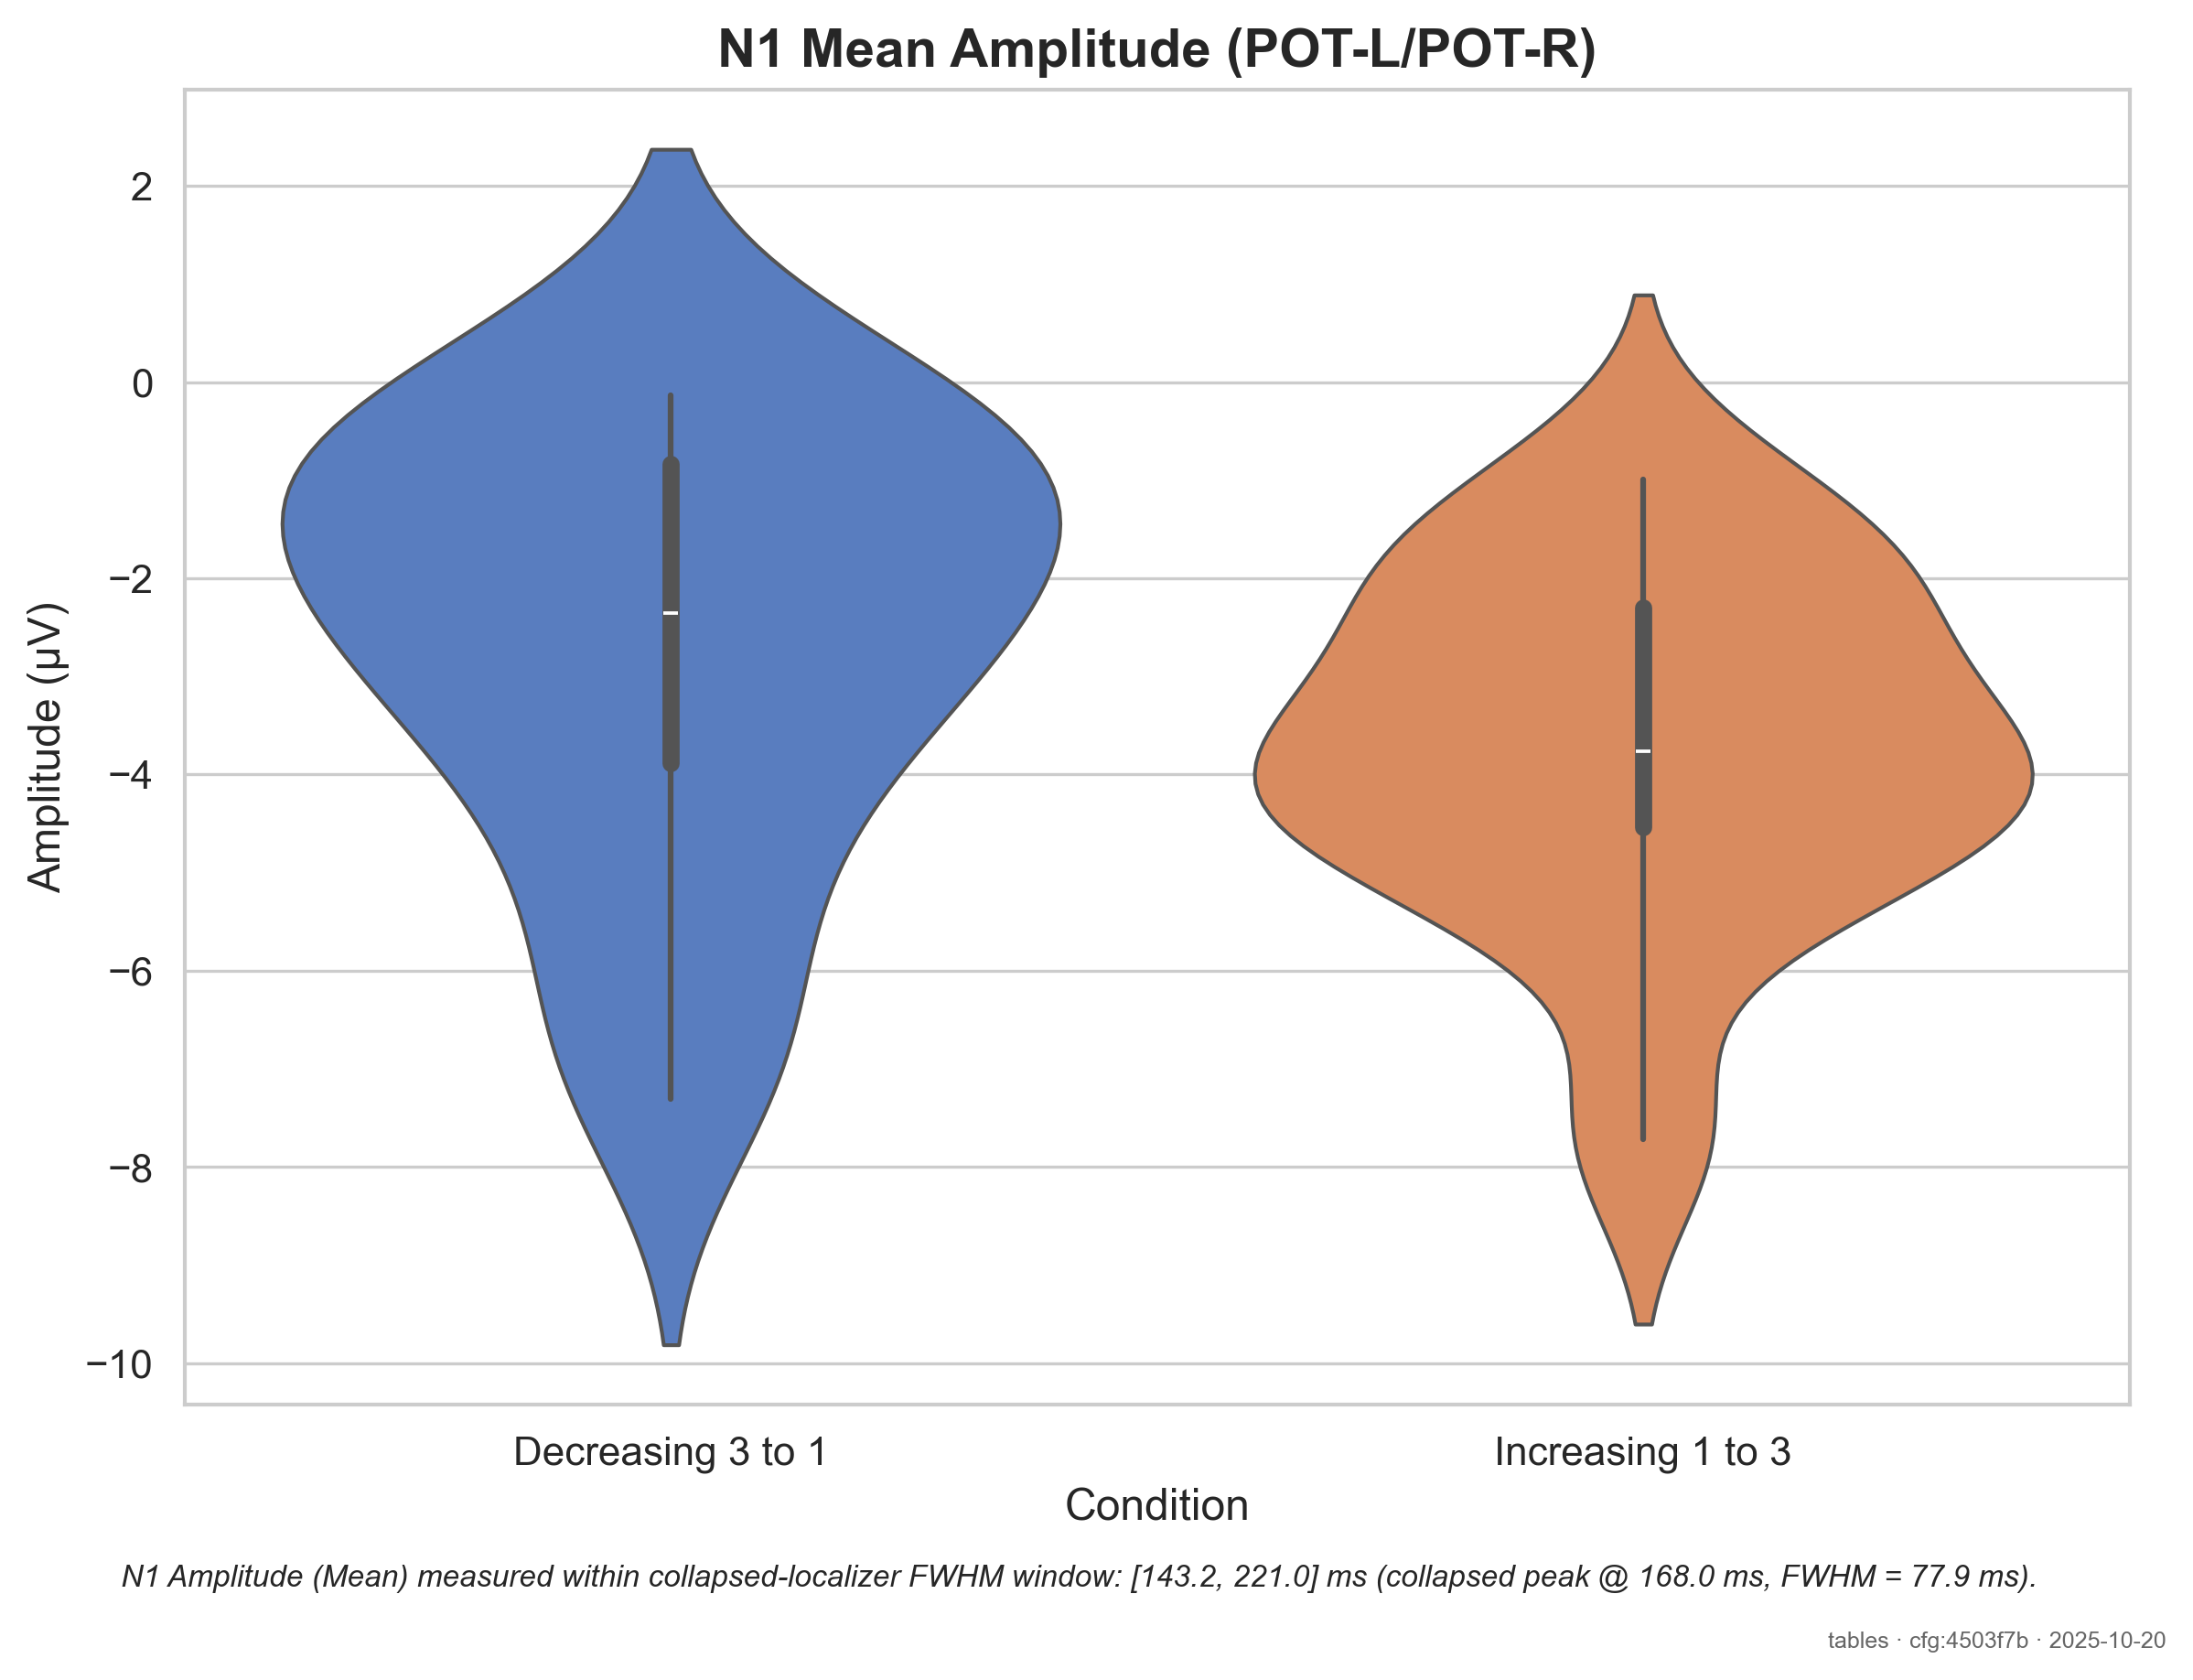 N1 Mean Amplitude (POT-L/POT-R)
Amplitude (µV)
2
0
−2
−4
−6
−8
−10
Decreasing 3 to 1
Increasing 1 to 3
Condition
N1 Amplitude (Mean) measured within collapsed-localizer FWHM window: [143.2, 221.0] ms (collapsed peak @ 168.0 ms, FWHM = 77.9 ms).
tables · cfg:4503f7b · 2025-10-20